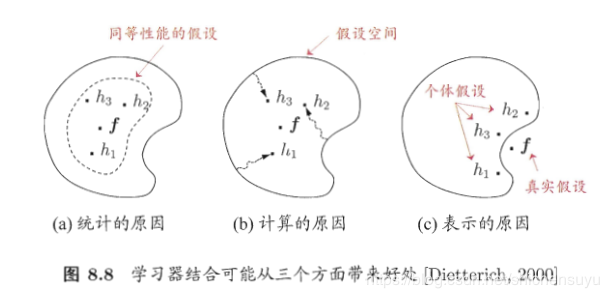 同等性能的假设
假设空间
h3 h2
f
h1
h3 h2
f
h1
个体假设
h2
h3
f
h1
真实假设
(a) 统计的原因 (b) 计算的原因 (c) 表示的原因
图 8.8 学习器结合可能从三个方面带来好处 [Dietterich, 2000]